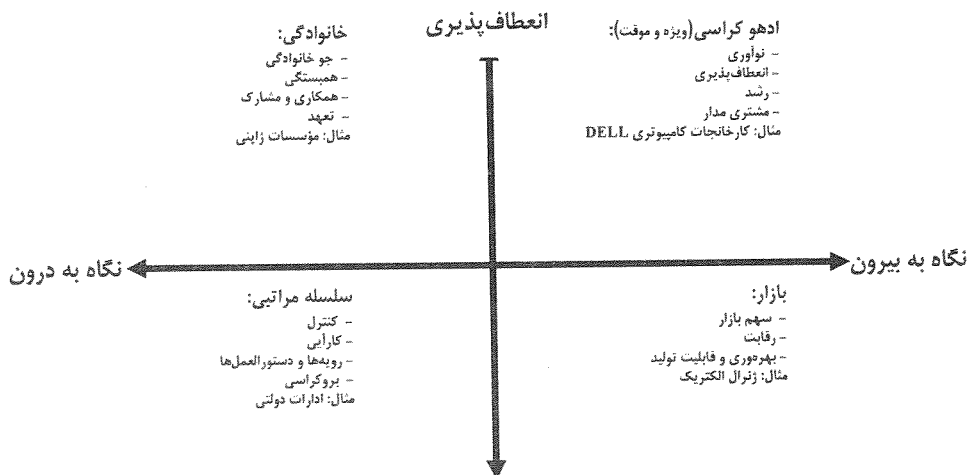 انعطاف‌پذیری
ادهو کراسی(ویژه و موقت):
- نوآوری
- انعطاف‌پذیری
- رشد
- مشتری مدار
مثال: کارخانجات کامپیوتری DELL
خانوادگی:
- جو خانوادگی
- همبستگی
- همکاری و مشارک
- تعهد
مثال: مؤسسات ژاپنی
نگاه به بیرون
نگاه به درون
بازار:
- سهم بازار
- رقابت
- بهره‌وری و قابلیت تولید
مثال: ژنرال الکتریک
سلسله مراتبی:
- کنترل
- کارآیی
- رویه‌ها و دستورالعمل‌ها
- بروکراسی
مثال: ادارات دولتی